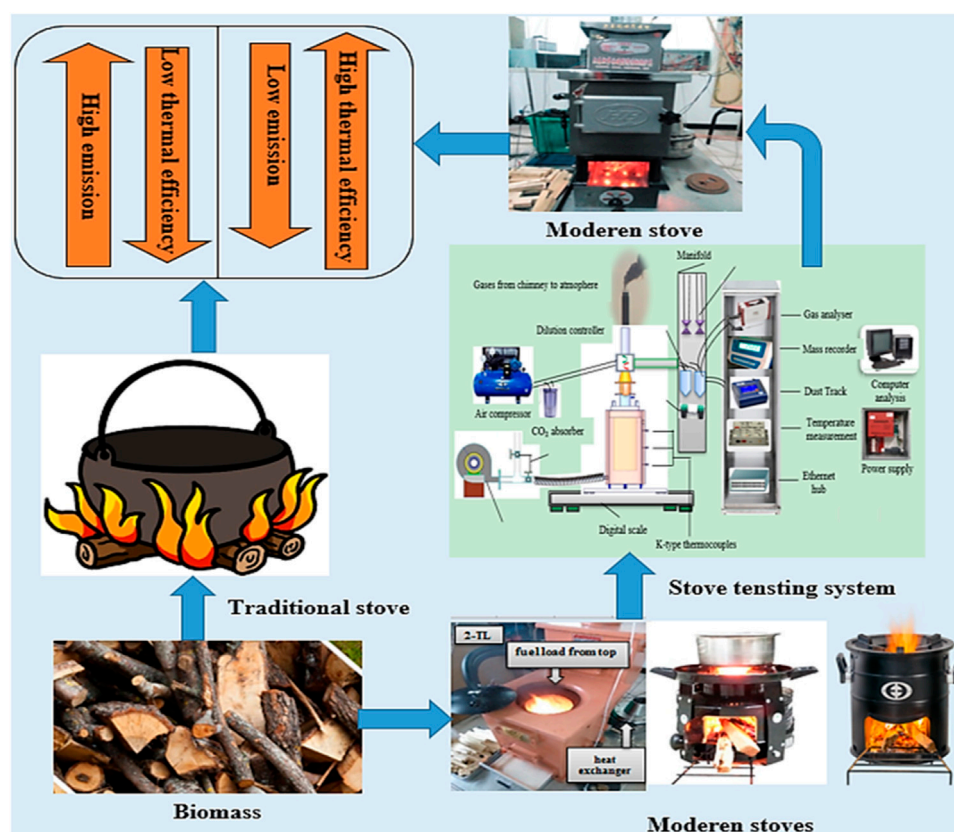 High emission
Low thermal efficiency
Low emission
High thermal efficiency
Moderen stove
Manifold
Gases from chimney to atmophere
Dilution controller
Gas analyser
Mass recorder
Computer
analysis
Dust Track
Air compressor
CO₂ absorber
Temperature
measurement
Power supply
Ethernet
hub
Digital scale
K-type thermocouples
Traditional stove
Stove tensting system
2-TL
fuel load from top
heat
exchanger
Biomass
Moderen stoves